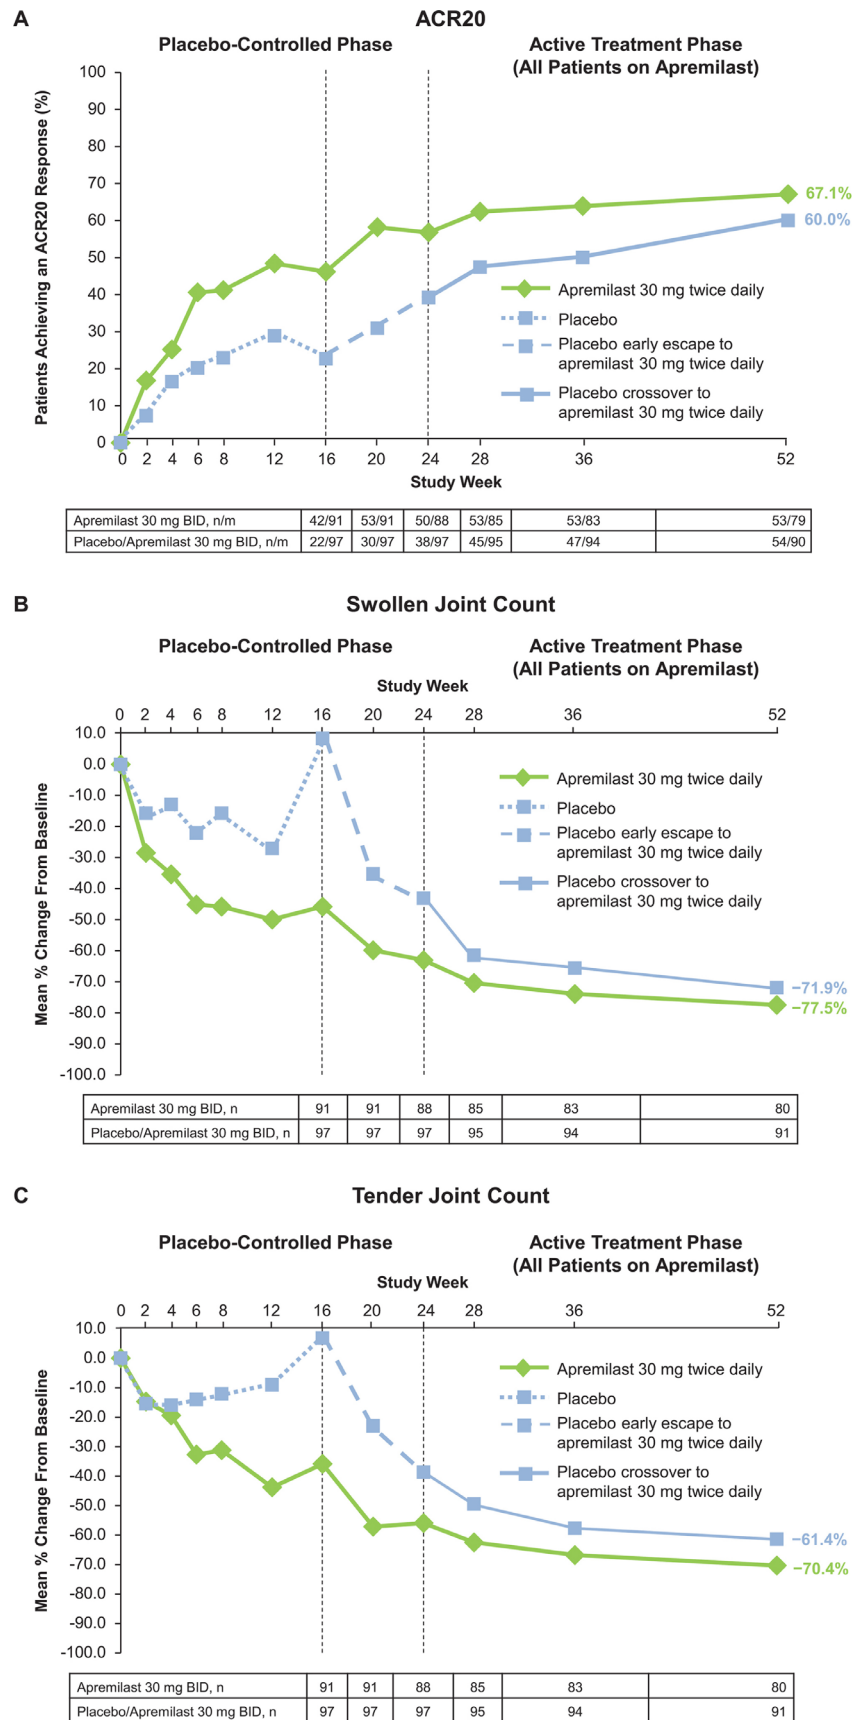 A
ACR20
Placebo-Controlled Phase
Active Treatment Phase
(All Patients on Apremilast)
Patients Achieving an ACR20 Response (%)
100
90
80
70
60
50
40
30
20
10
0
67.1%
60.0%
Apremilast 30 mg twice daily
Placebo
Placebo early escape to
apremilast 30 mg twice daily
Placebo crossover to
apremilast 30 mg twice daily
0 2 4 6 8 12 16 20 24 28 36 52
Study Week
Apremilast 30 mg BID, n/m 42/91 53/91 50/88 53/85 53/83 53/79
Placebo/Apremilast 30 mg BID, n/m 22/97 30/97 38/97 45/95 47/94 54/90
B
Swollen Joint Count
Placebo-Controlled Phase
Active Treatment Phase
(All Patients on Apremilast)
Study Week
0 2 4 6 8 12 16 20 24 28 36 52
Mean % Change From Baseline
10.0
0.0
-10.0
-20.0
-30.0
-40.0
-50.0
-60.0
-70.0
-80.0
-90.0
-100.0
Apremilast 30 mg twice daily
Placebo
Placebo early escape to
apremilast 30 mg twice daily
Placebo crossover to
apremilast 30 mg twice daily
−71.9%
−77.5%
Apremilast 30 mg BID, n 91 91 88 85 83 80
Placebo/Apremilast 30 mg BID, n 97 97 97 95 94 91
C
Tender Joint Count
Placebo-Controlled Phase
Active Treatment Phase
(All Patients on Apremilast)
Study Week
0 2 4 6 8 12 16 20 24 28 36 52
Mean % Change From Baseline
10.0
0.0
-10.0
-20.0
-30.0
-40.0
-50.0
-60.0
-70.0
-80.0
-90.0
-100.0
Apremilast 30 mg twice daily
Placebo
Placebo early escape to
apremilast 30 mg twice daily
Placebo crossover to
apremilast 30 mg twice daily
−61.4%
−70.4%
Apremilast 30 mg BID, n 91 91 88 85 83 80
Placebo/Apremilast 30 mg BID, n 97 97 97 95 94 91